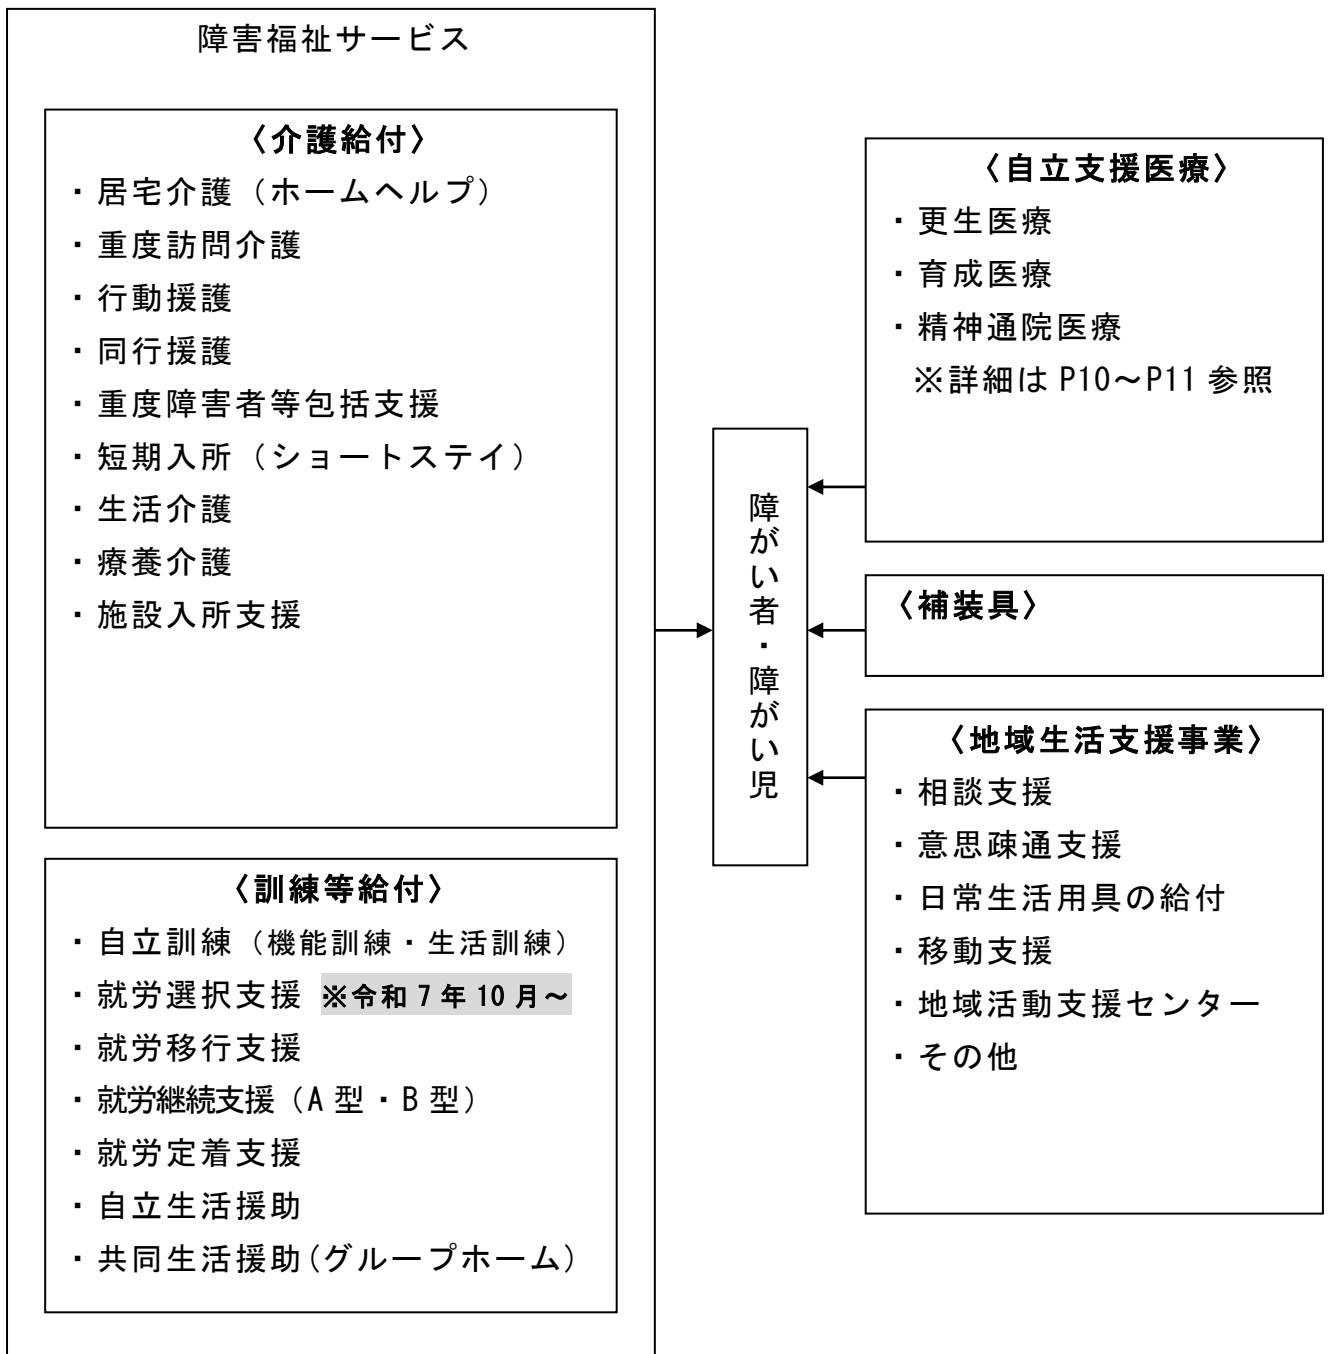 障害福祉サービス
〈介護給付〉
・居宅介護（ホームヘルプ）
・重度訪問介護
・行動援護
・同行援護
・重度障害者等包括支援
・短期入所（ショートステイ）
・生活介護
・療養介護
・施設入所支援
〈訓練等給付〉
・自立訓練（機能訓練・生活訓練）
・就労選択支援 ※令和7年10月～
・就労移行支援
・就労継続支援（A型・B型）
・就労定着支援
・自立生活援助
・共同生活援助(グループホーム)
障がい者・障がい児
〈自立支援医療〉
・更生医療
・育成医療
・精神通院医療
※詳細は P10～P11 参照
〈補装具〉
〈地域生活支援事業〉
・相談支援
・意思疎通支援
・日常生活用具の給付
・移動支援
・地域活動支援センター
・その他